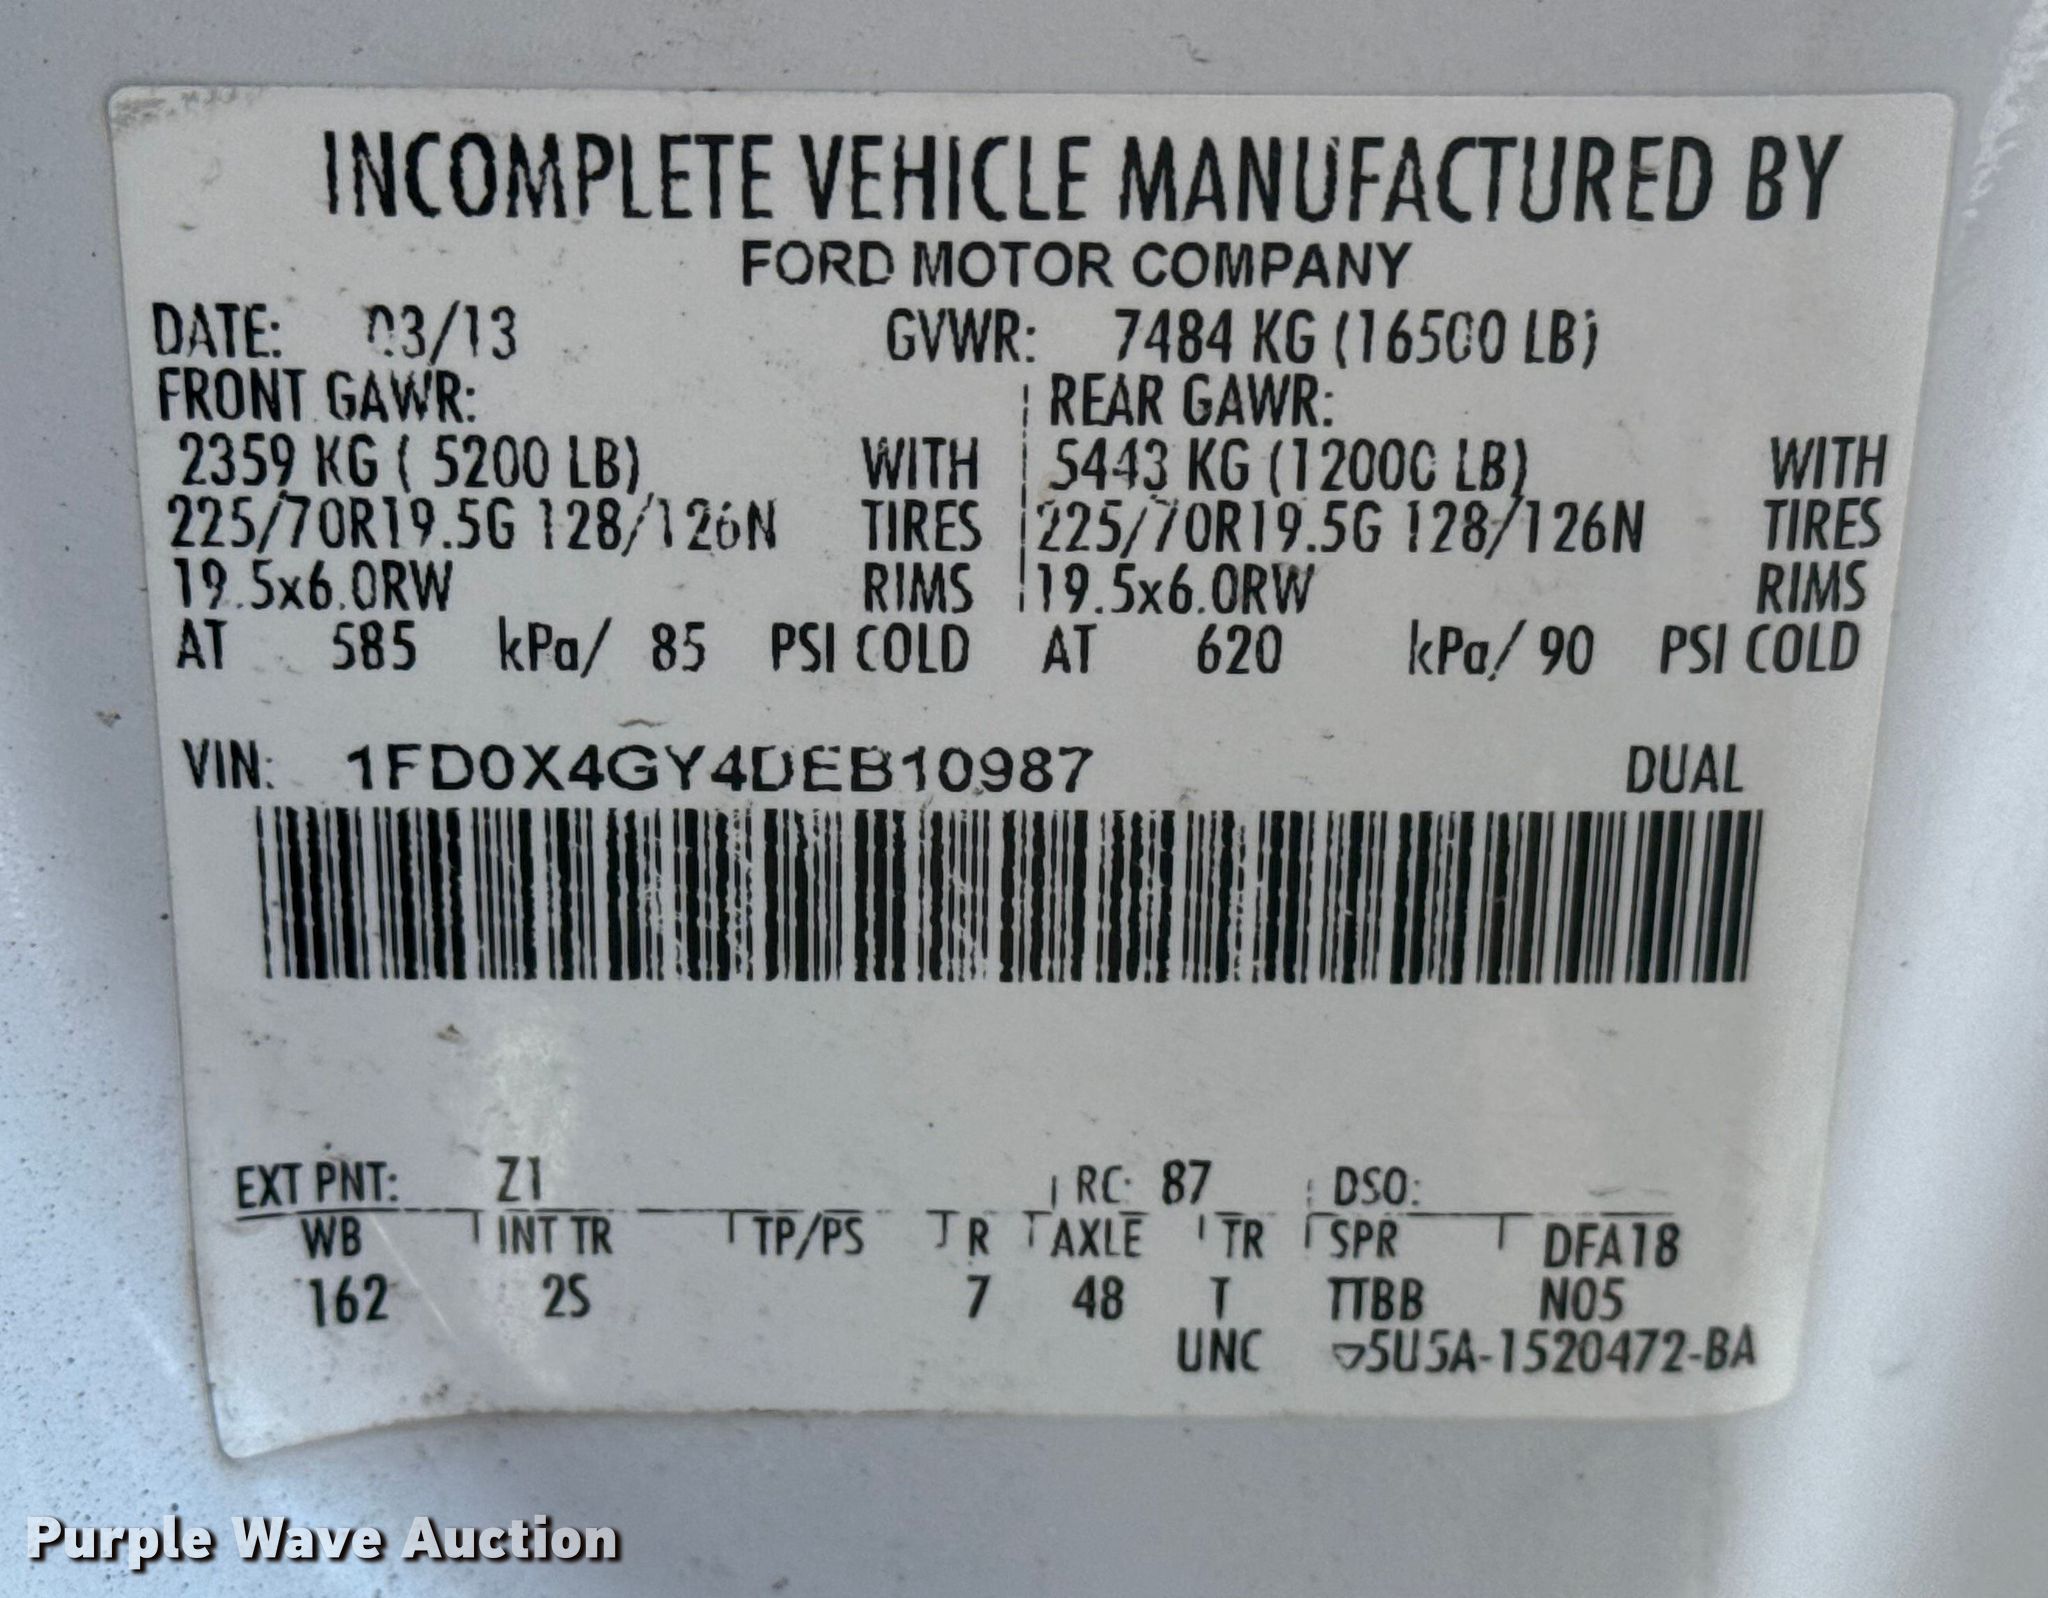 INCOMPLETE VEHICLE MANUFACTURED BY
FORD MOTOR COMPANY
DATE: 03/13 GVWR: 7484 KG (16500 LB)
FRONT GAWR: REAR GAWR:
2359 KG ( 5200 LB) WITH 5443 KG (12000 LB) WITH
225/70R19.5G 128/126N TIRES 225/70R19.5G 128/126N TIRES
19.5x6.0RW RIMS 19.5x6.0RW RIMS
AT 585 kPa/ 85 PSI COLD AT 620 kPa/ 90 PSI COLD
VIN: 1FD0X4GY4DEB10987 DUAL
EXT PNT: Z1 RC: 87 DSO:
WB INT TR TP/PS R AXLE TR SPR DFA18
162 2S 7 48 T TTBB N05
UNC 5U5A-1520472-BA
Purple Wave Auction